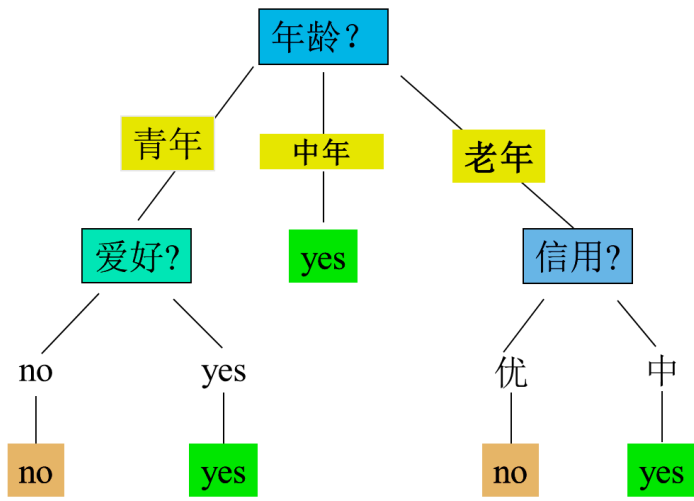 年龄？
青年
中年
老年
爱好?
yes
信用?
no
yes
优
中
no
yes
no
yes